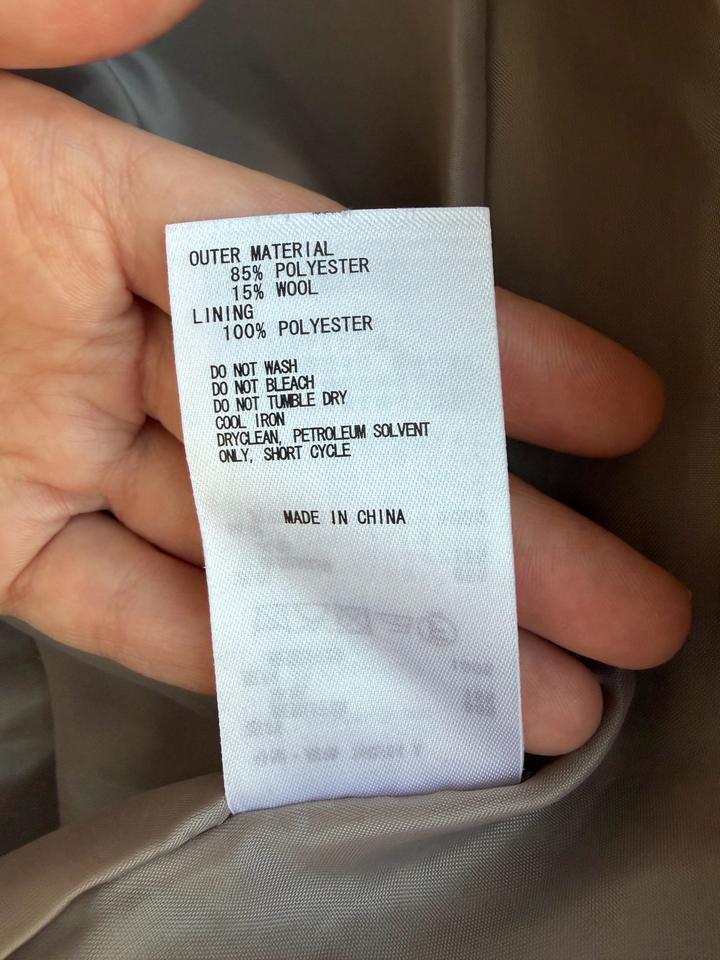 OUTER MATERIAL
85% POLYESTER
15% WOOL
LINING
100% POLYESTER
DO NOT WASH
DO NOT BLEACH
DO NOT TUMBLE DRY
COOL IRON
DRYCLEAN, PETROLEUM SOLVENT
ONLY, SHORT CYCLE
MADE IN CHINA